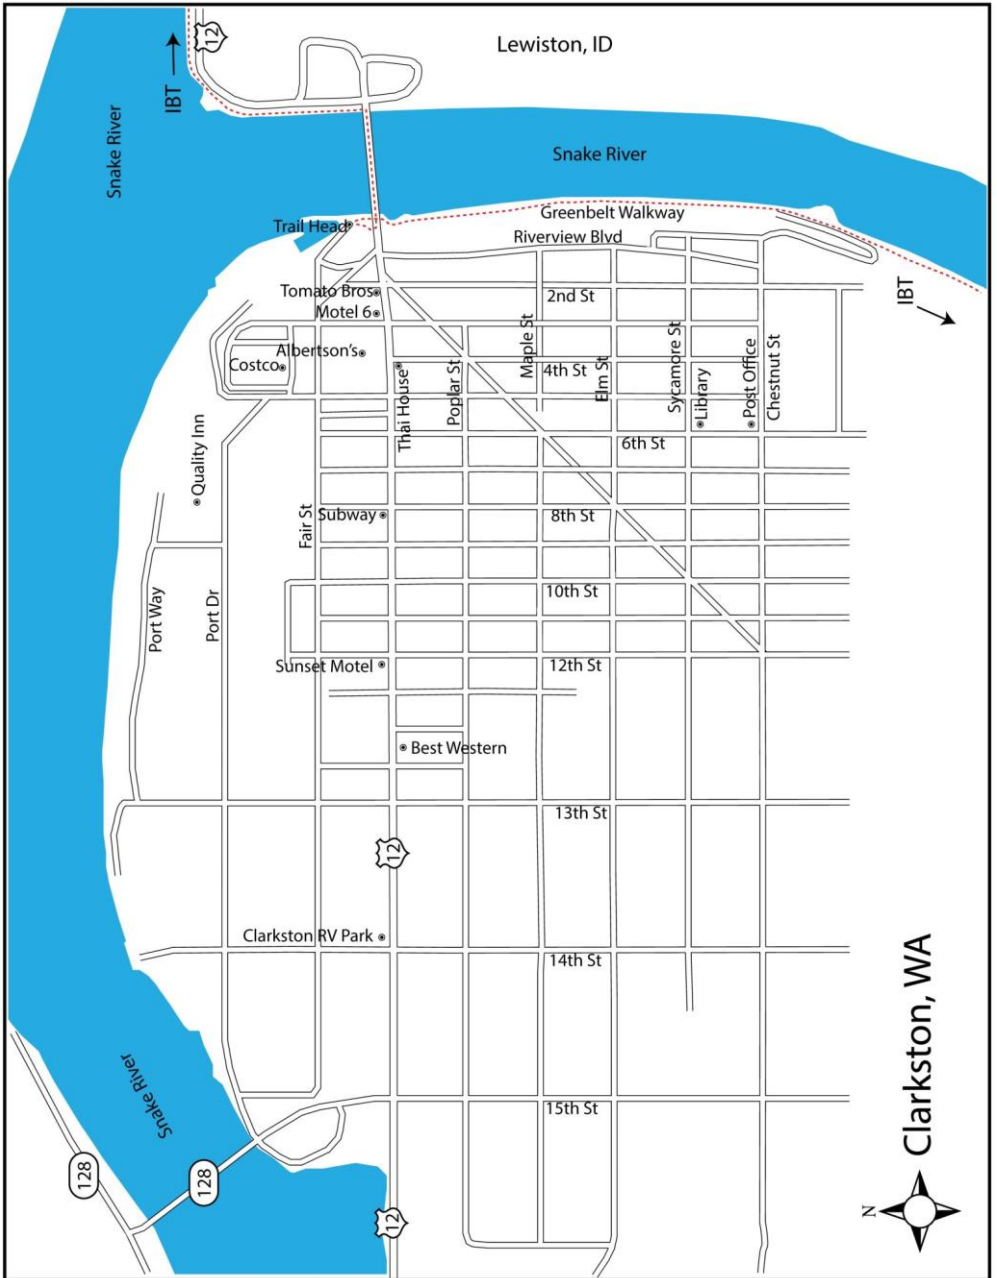 Lewiston, ID
12
IBT
Snake River
Snake River
Greenbelt Walkway
Trail Head
Riverview Blvd
Tomato Bros
2nd St
IBT
Motel 6
Albertson's
Costco
Thai House
Poplar St
Maple St
4th St
Elm St
Sycamore St
Library
Post Office
Chestnut St
Quality Inn
6th St
Fair St
Subway
8th St
Port Way
Port Dr
10th St
Sunset Motel
12th St
Best Western
13th St
12
Clarkston RV Park
14th St
Clarkston, WA
Snake River
15th St
128
128
12
N